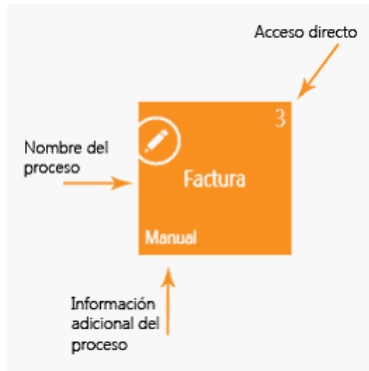 Acceso directo
3
Nombre del
proceso
Factura
Manual
Información
adicional del
proceso